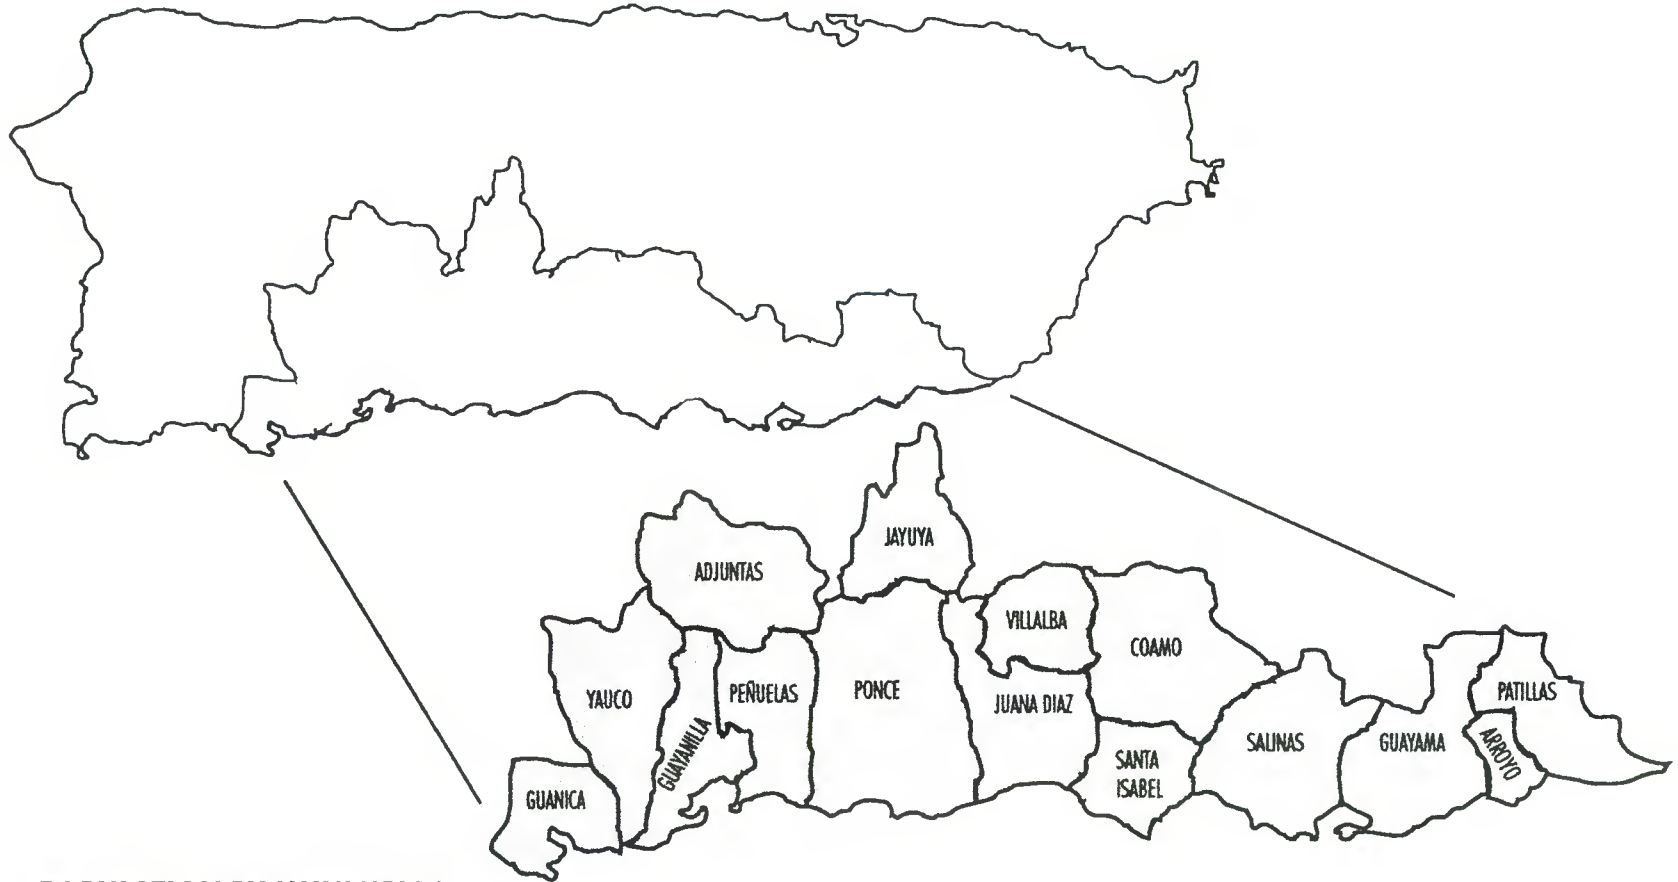 JAYUYA
ADJUNTAS
VILLALBA
COAMO
YAUCO
PEÑUELAS
PONCE
JUANA DIAZ
PATILLAS
GUAYANILLA
SALINAS
GUAYAMA
ARROYO
SANTA
ISABEL
GUANICA